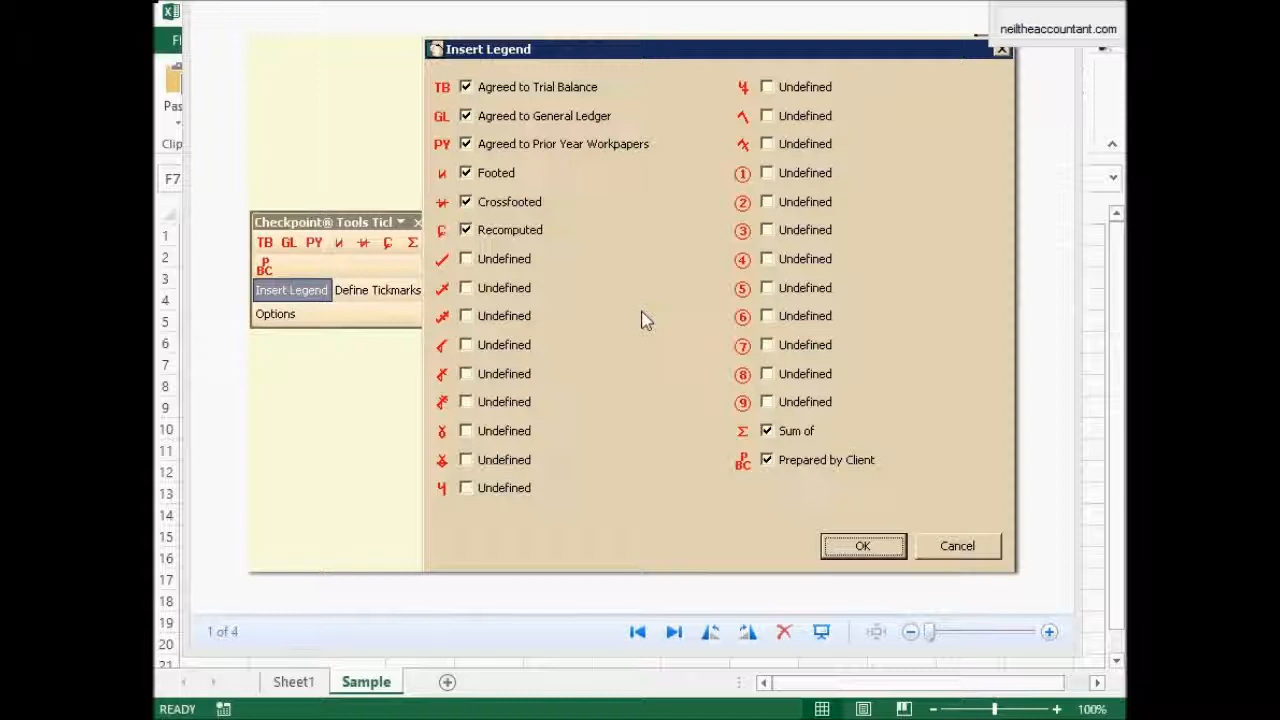 neiltheaccountant.com
Insert Legend
TB Agreed to Trial Balance
GL Agreed to General Ledger
PY Agreed to Prior Year Workpapers
Footed
Crossfooted
Recomputed
Undefined
Undefined
Undefined
Undefined
Undefined
Undefined
Undefined
Undefined
Undefined
Undefined
Undefined
Undefined
① Undefined
② Undefined
③ Undefined
④ Undefined
⑤ Undefined
⑥ Undefined
⑦ Undefined
⑧ Undefined
⑨ Undefined
Σ Sum of
PBC Prepared by Client
OK Cancel
Checkpoint® Tools Ticl
TB GL PY Σ
PBC
Insert Legend Define Tickmarks
Options
Pas
Clip
F7
1
2
3
4
5
6
7
8
9
10
11
12
13
14
15
16
17
18
19
20
21
1 of 4
Sheet1 Sample
READY 100%